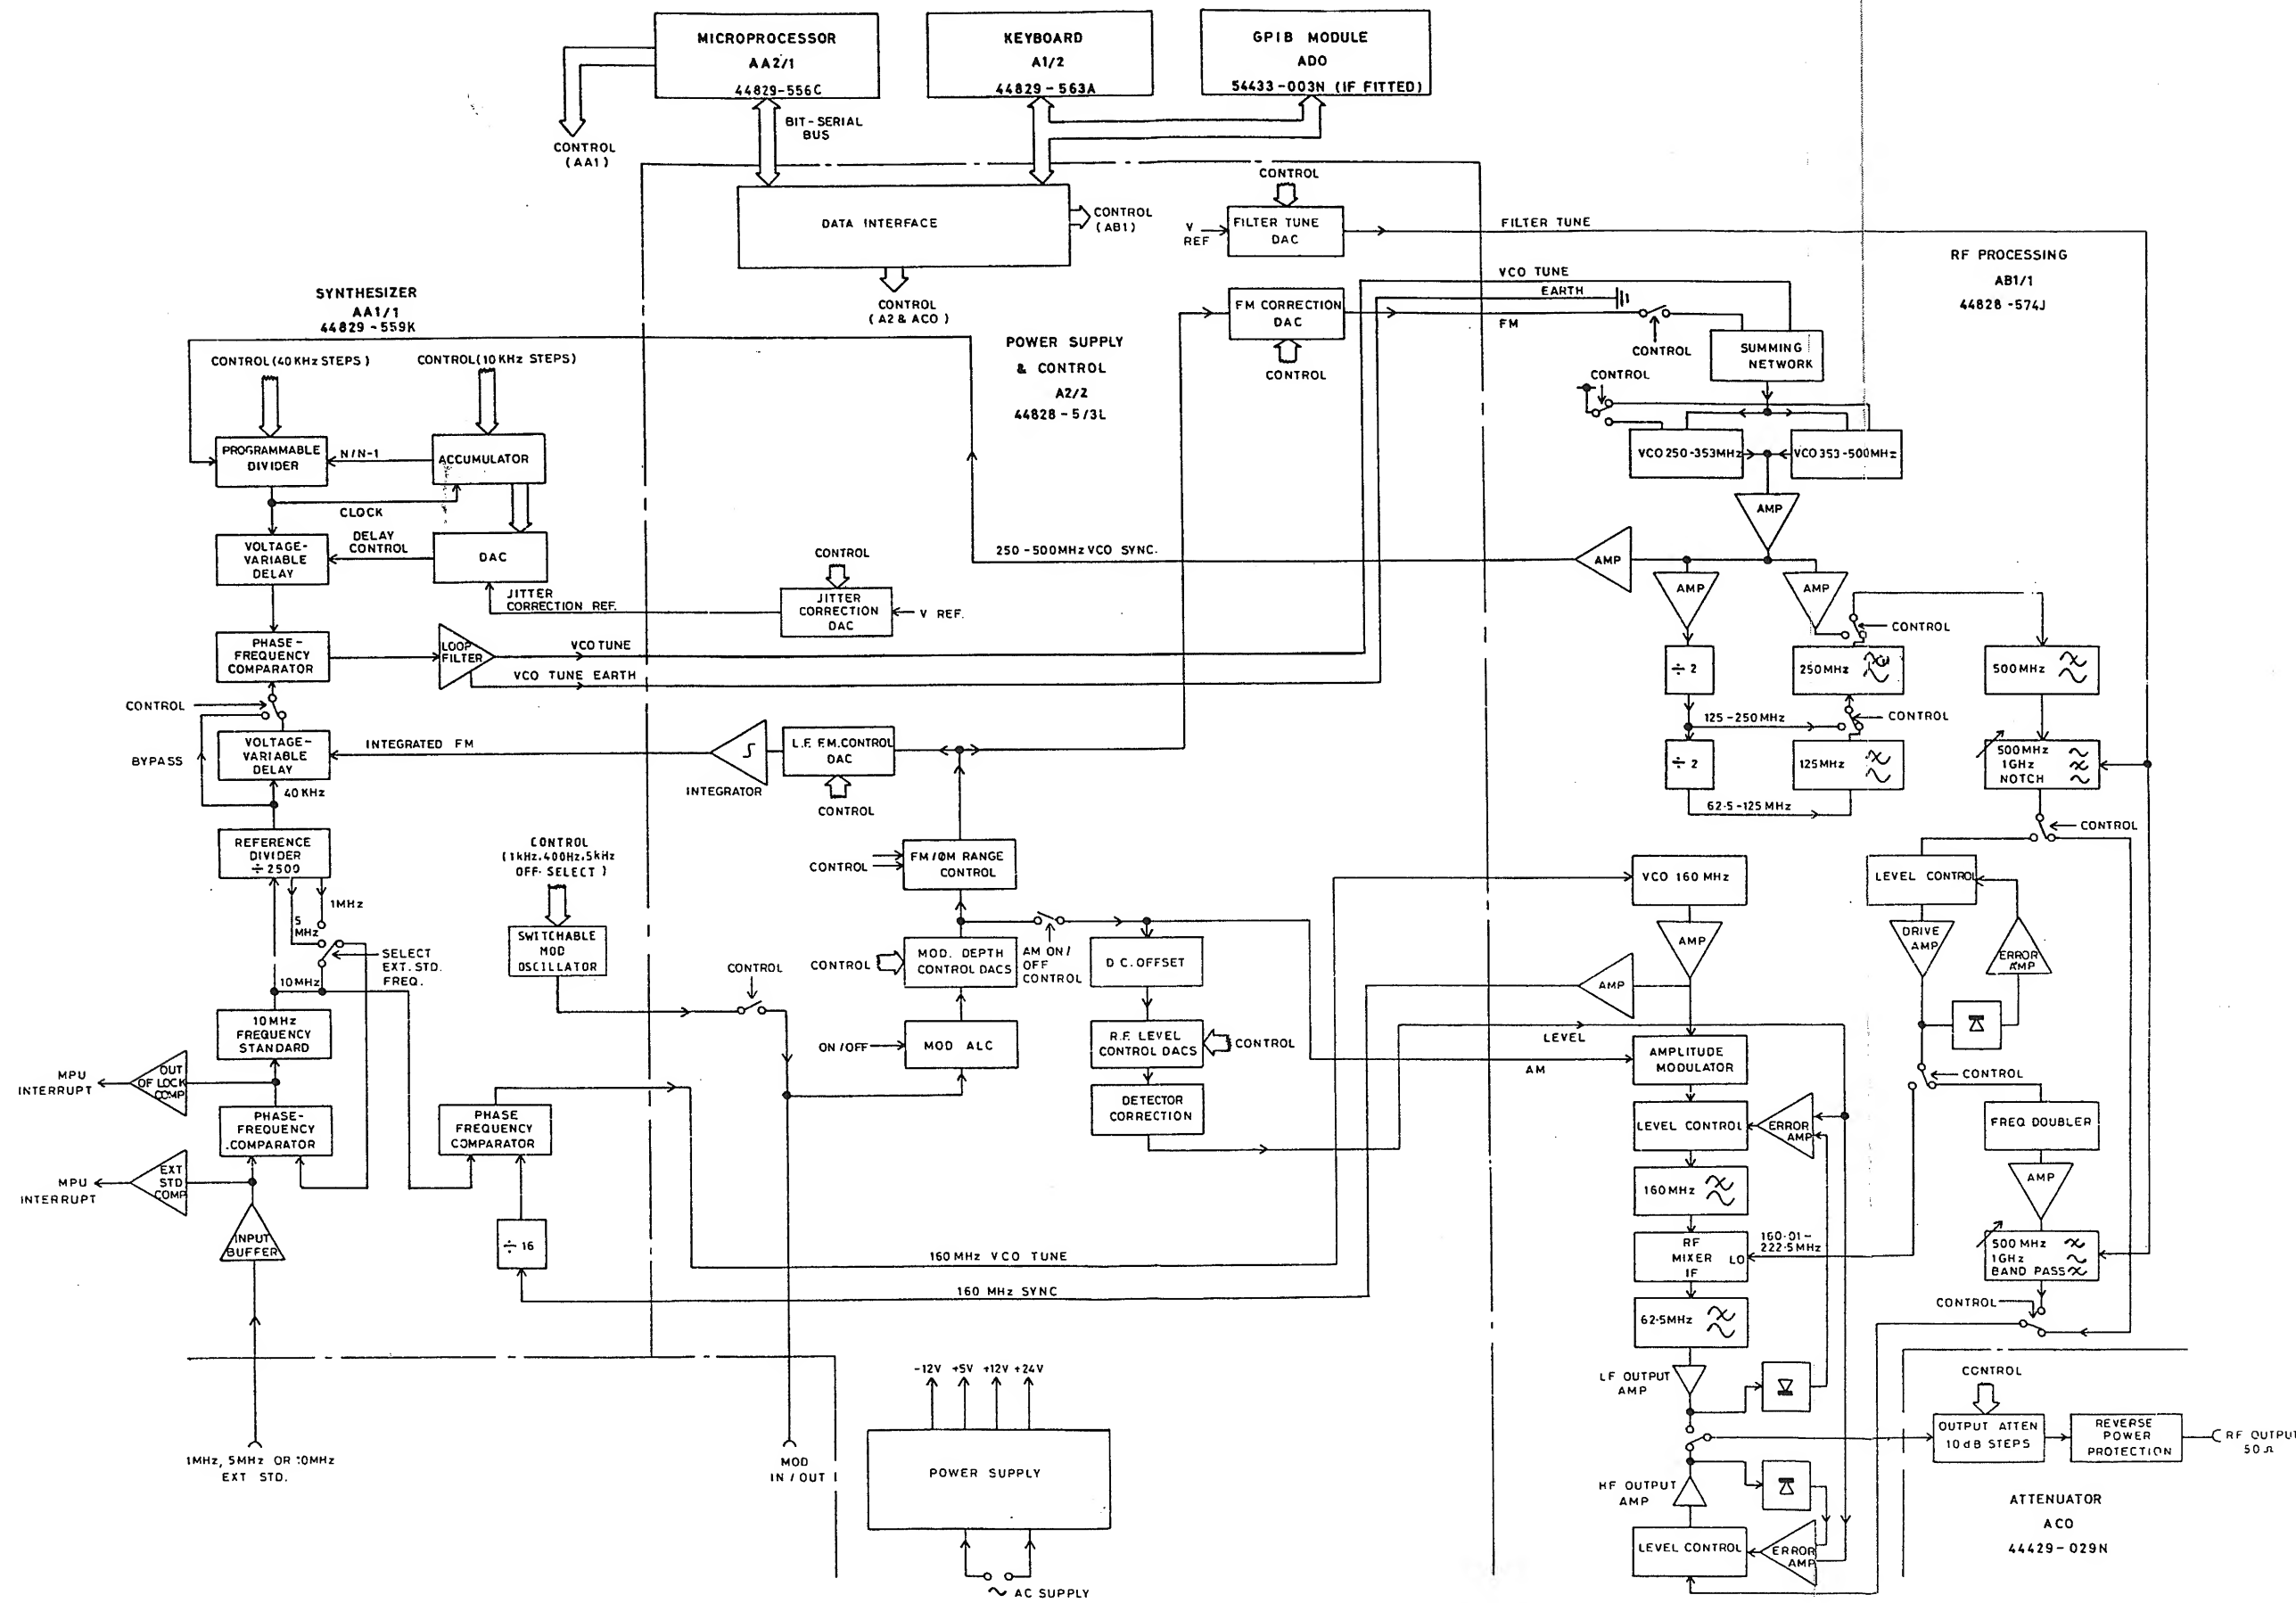 MICROPROCESSOR
AA2/1
44829-556C
KEYBOARD
A1/2
44829-563A
GPIB MODULE
ADO
54433-003N (IF FITTED)
BIT-SERIAL
BUS
CONTROL
(AA1)
DATA INTERFACE
CONTROL
(AB1)
CONTROL
(A2 & ACO)
CONTROL
V
REF
FILTER TUNE
DAC
FILTER TUNE
RF PROCESSING
AB1/1
44828-574J
VCO TUNE
EARTH
FM CORRECTION
DAC
FM
CONTROL
CONTROL
SUMMING
NETWORK
CONTROL
VCO 250-353MHz
VCO 353-500MHz
AMP
SYNTHESIZER
AA1/1
44829-559K
CONTROL (40KHz STEPS)
CONTROL (10KHz STEPS)
POWER SUPPLY
& CONTROL
A2/2
44828-5/3L
PROGRAMMABLE
DIVIDER
N/N-1
ACCUMULATOR
CLOCK
VOLTAGE-
VARIABLE
DELAY
DELAY
CONTROL
DAC
JITTER
CORRECTION REF.
CONTROL
JITTER
CORRECTION
DAC
V REF.
250-500MHz VCO SYNC.
AMP
AMP
AMP
CONTROL
÷ 2
250MHz
500MHz
125-250MHz
CONTROL
÷ 2
125MHz
500MHz
1GHz
NOTCH
62.5-125MHz
CONTROL
PHASE-
FREQUENCY
COMPARATOR
LOOP
FILTER
VCO TUNE
VCO TUNE EARTH
CONTROL
VOLTAGE-
VARIABLE
DELAY
BYPASS
40KHz
INTEGRATED FM
INTEGRATOR
L.F. F.M. CONTROL
DAC
CONTROL
REFERENCE
DIVIDER
÷2500
1MHz
5
MHz
SELECT
EXT. STD.
FREQ.
10MHz
10MHz
FREQUENCY
STANDARD
CONTROL
(1kHz, 400Hz, 5kHz
OFF-SELECT)
SWITCHABLE
MOD
OSCILLATOR
CONTROL
CONTROL
FM/ØM RANGE
CONTROL
CONTROL
MOD. DEPTH
CONTROL DACS
AM ON/
OFF
CONTROL
D C. OFFSET
ON/OFF
MOD ALC
R.F. LEVEL
CONTROL DACS
CONTROL
DETECTOR
CORRECTION
MPU
INTERRUPT
OUT
OF LOCK
COMP
PHASE-
FREQUENCY
COMPARATOR
PHASE
FREQUENCY
COMPARATOR
MPU
INTERRUPT
EXT
STD
COMP
INPUT
BUFFER
÷ 16
160MHz VCO TUNE
160 MHz SYNC
VCO 160 MHz
AMP
AMP
LEVEL
AM
AMPLITUDE
MODULATOR
LEVEL CONTROL
ERROR
AMP
160MHz
RF
MIXER
IF
LO
160.01-
222.5MHz
62.5MHz
LEVEL CONTROL
DRIVE
AMP
ERROR
AMP
CONTROL
FREQ DOUBLER
AMP
500 MHz
1GHz
BAND PASS
CONTROL
LF OUTPUT
AMP
HF OUTPUT
AMP
LEVEL CONTROL
ERROR
AMP
CONTROL
OUTPUT ATTEN
10dB STEPS
REVERSE
POWER
PROTECTION
RF OUTPU
50Ω
ATTENUATOR
ACO
44429-029N
1MHz, 5MHz OR 10MHz
EXT STD.
MOD
IN/OUT
-12V +5V +12V +24V
POWER SUPPLY
AC SUPPLY